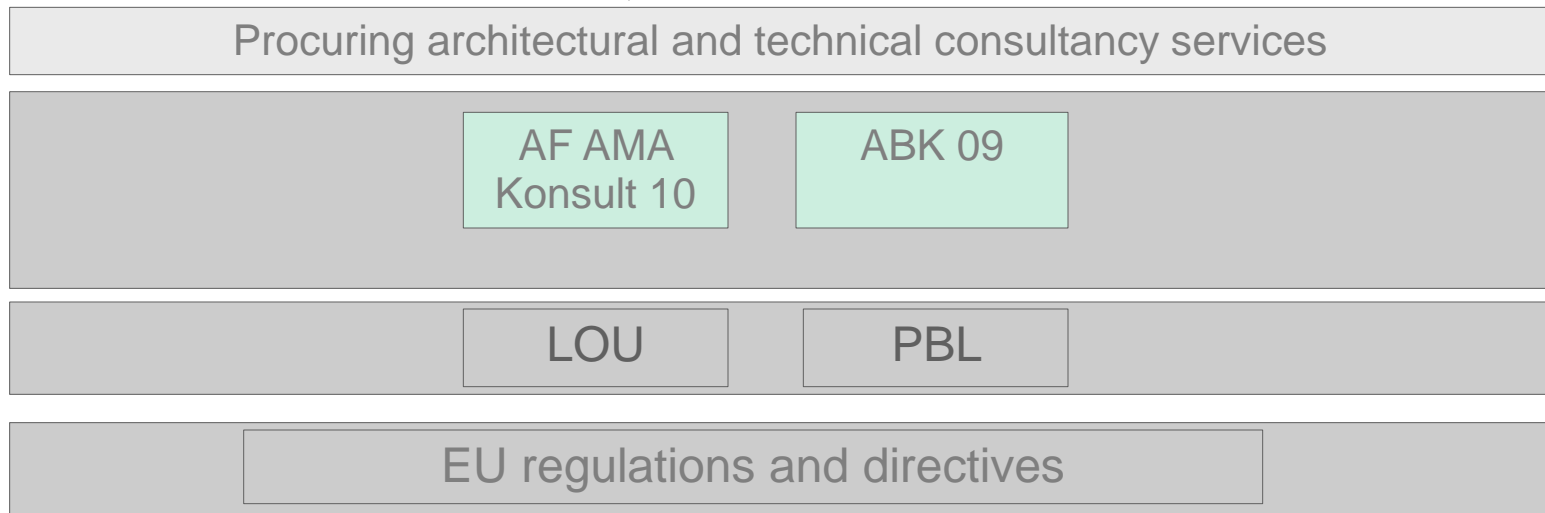 Procuring architectural and technical consultancy services
AF AMA
Konsult 10
ABK 09
LOU
PBL
EU regulations and directives